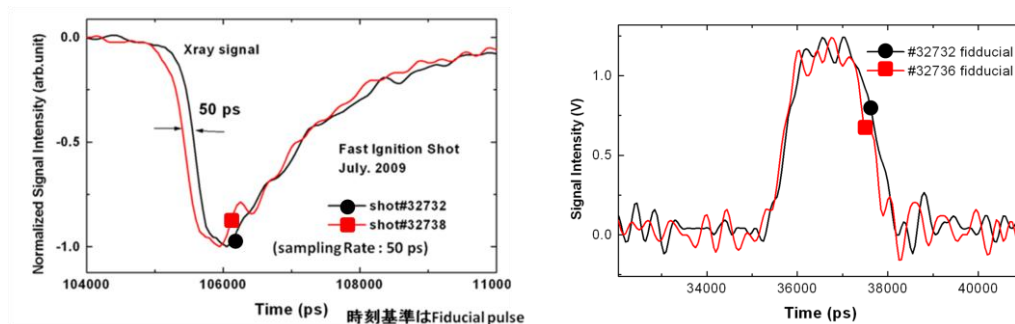 Normalized Signal Intensity (arb.unit)
0.0
-0.5
-1.0
Xray signal
50 ps
Fast Ignition Shot
July. 2009
shot#32732
shot#32738
(sampling Rate : 50 ps)
104000
106000
108000
11000
Time (ps)
時刻基準はFiducial pulse
Signal Intensity (V)
1.0
0.5
0.0
#32732 fidducial
#32736 fidducial
34000
36000
38000
40000
Time (ps)